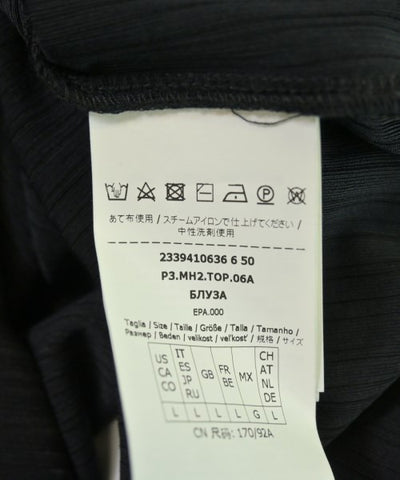 あて布使用 / スチームアイロンで仕上げてください /
中性洗剤使用
2339410636 6 50
P3.MH2.TOP.06A
БЛУЗА
EPA.000
Taglia / Size / Taille / Größe / Talla / Tamanho /
Размер / Beden / velikost / veľkosť / 規格 / サイズ
US CA CO IT ES JP RU GB FR BE MX CH AT NL DE
L L L L G L
CN 尺码: 170/92A